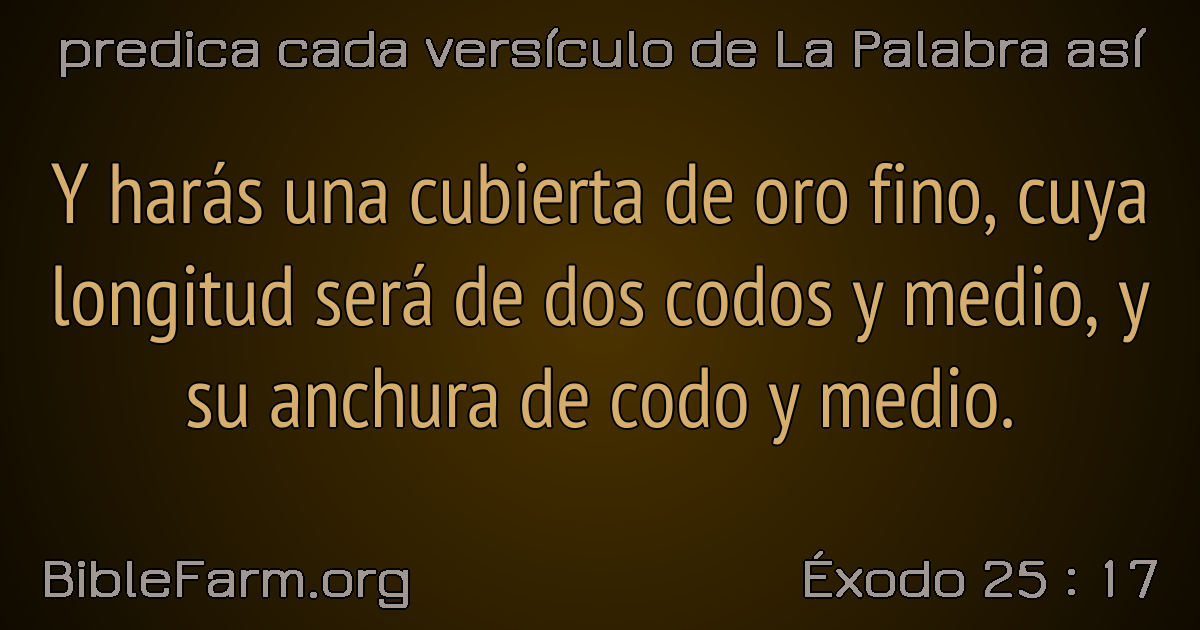 predica cada versículo de La Palabra así
Y harás una cubierta de oro fino, cuya
longitud será de dos codos y medio, y
su anchura de codo y medio.
BibleFarm.org
Éxodo 25 : 17